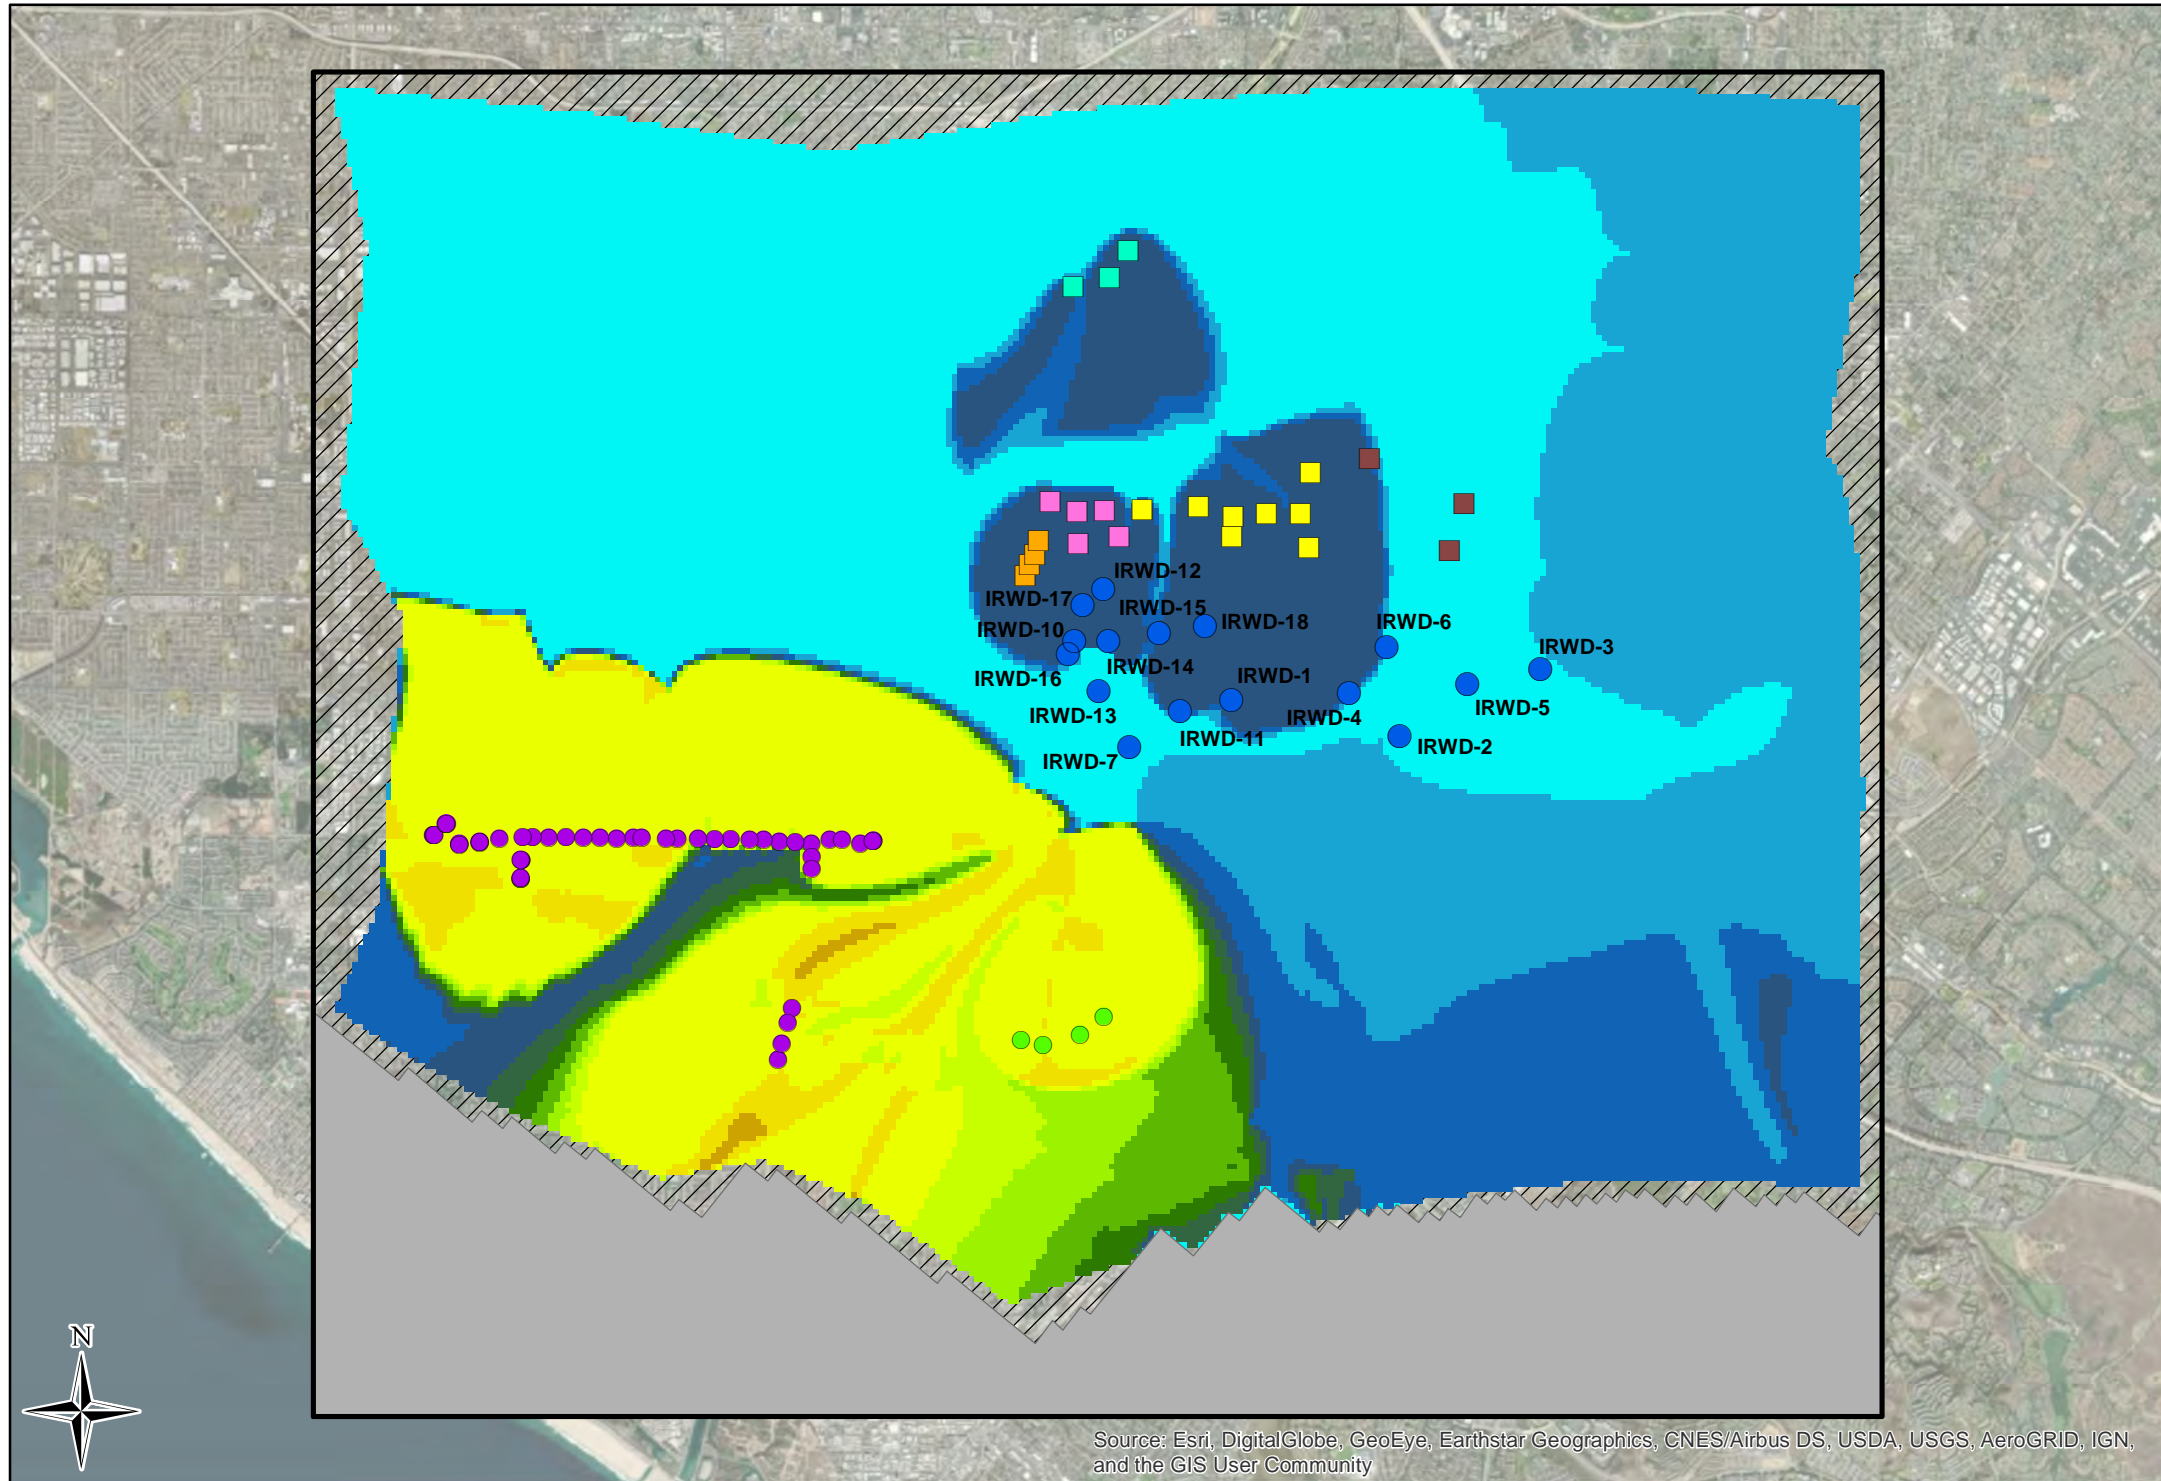 IRWD-12
IRWD-17
IRWD-15
IRWD-10
IRWD-18
IRWD-6
IRWD-3
IRWD-14
IRWD-16
IRWD-1
IRWD-5
IRWD-13
IRWD-4
IRWD-11
IRWD-2
IRWD-7
N
Source: Esri, DigitalGlobe, GeoEye, Earthstar Geographics, CNES/Airbus DS, USDA, USGS, AeroGRID, IGN,
and the GIS User Community